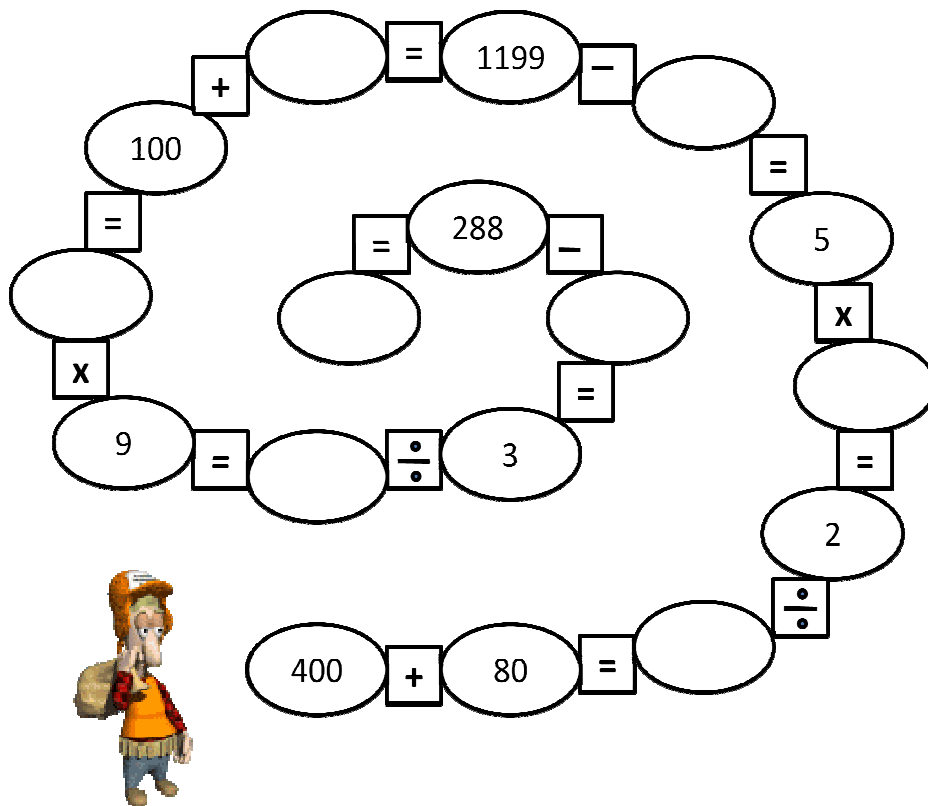 + = 1199 −
100 =
= = 288 − 5
x
x =
9 = ÷ 3 =
2
÷
400 + 80 =